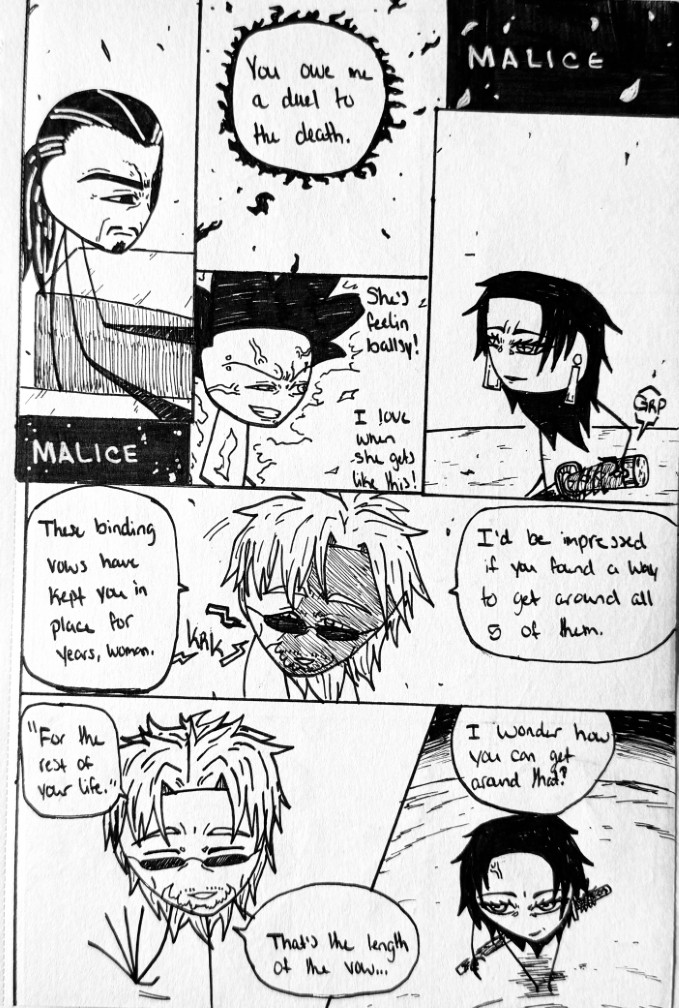 MALICE
You owe me
a duel to
the death.
MALICE
She's
feelin
ballsy!
I love
when
she gets
like this!
GRP
These binding
vows have
kept you in
place for
years, woman.
KRK
I'd be impressed
if you found a way
to get around all
5 of them.
"For the
rest of
your life."
That's the length
of the vow...
I wonder how
you can get
around that?